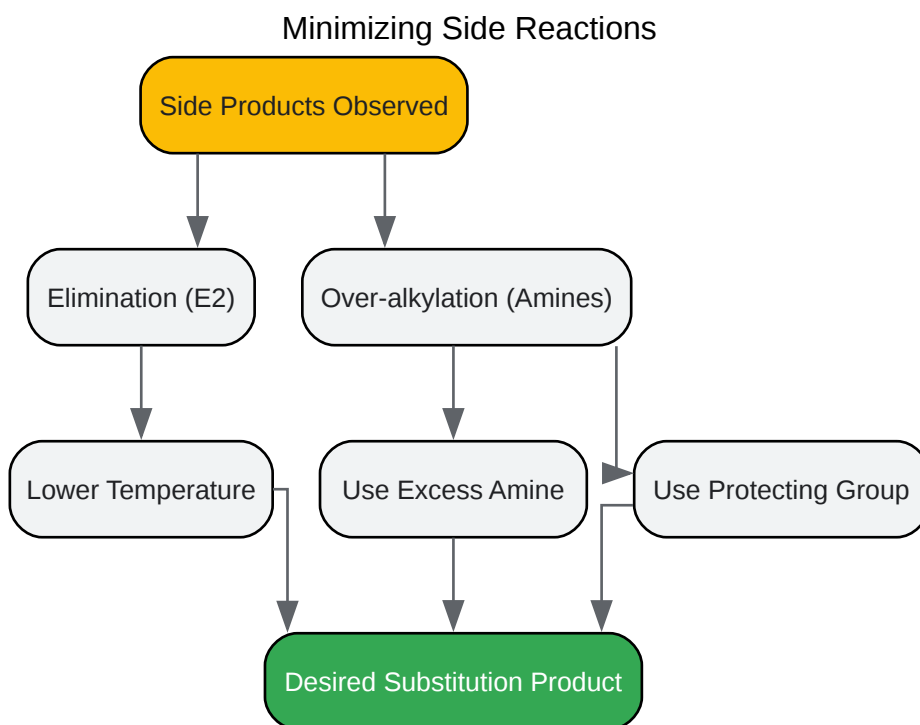 Minimizing Side Reactions
Side Products Observed
Elimination (E2)
Over-alkylation (Amines)
Lower Temperature
Use Excess Amine
Use Protecting Group
Desired Substitution Product